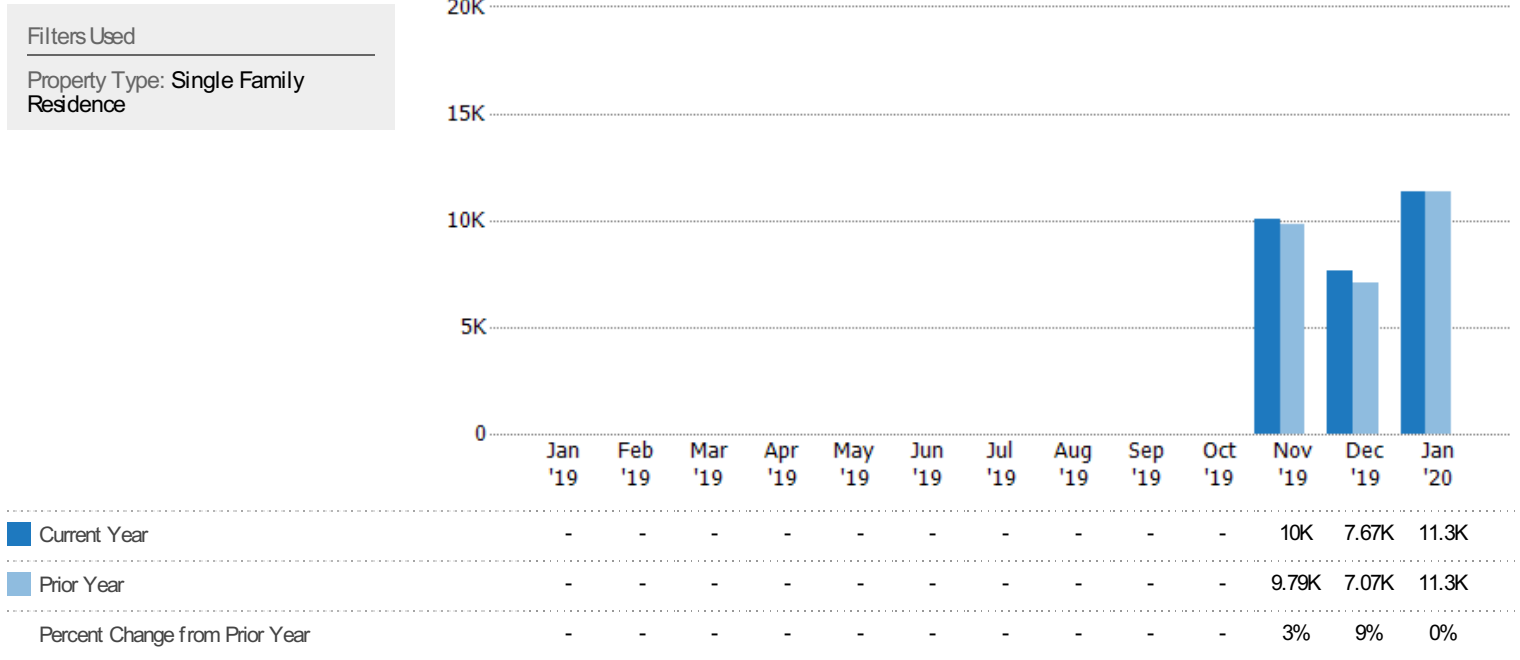 Filters Used
Property Type: Single Family
Residence
20K
15K
10K
5K
0
Jan Feb Mar Apr May Jun Jul Aug Sep Oct Nov Dec Jan
'19 '19 '19 '19 '19 '19 '19 '19 '19 '19 '19 '19 '20
Current Year - - - - - - - - - - 10K 7.67K 11.3K
Prior Year - - - - - - - - - - 9.79K 7.07K 11.3K
Percent Change from Prior Year - - - - - - - - - - 3% 9% 0%